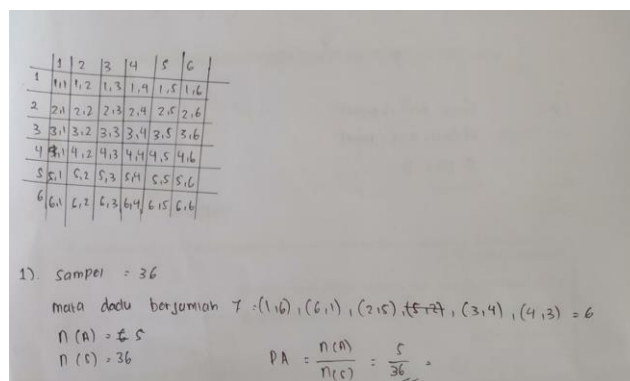 1 2 3 4 5 6
1 1,1 1,2 1,3 1,4 1,5 1,6
2 2,1 2,2 2,3 2,4 2,5 2,6
3 3,1 3,2 3,3 3,4 3,5 3,6
4 4,1 4,2 4,3 4,4 4,5 4,6
5 5,1 5,2 5,3 5,4 5,5 5,6
6 6,1 6,2 6,3 6,4 6,5 6,6
1). Sampel = 36
mata dadu berjumlah 7 = (1,6), (6,1), (2,5), (5,2), (3,4), (4,3) = 6
n(A) = 5
n(S) = 36
PA = n(A)/n(S) = 5/36 =